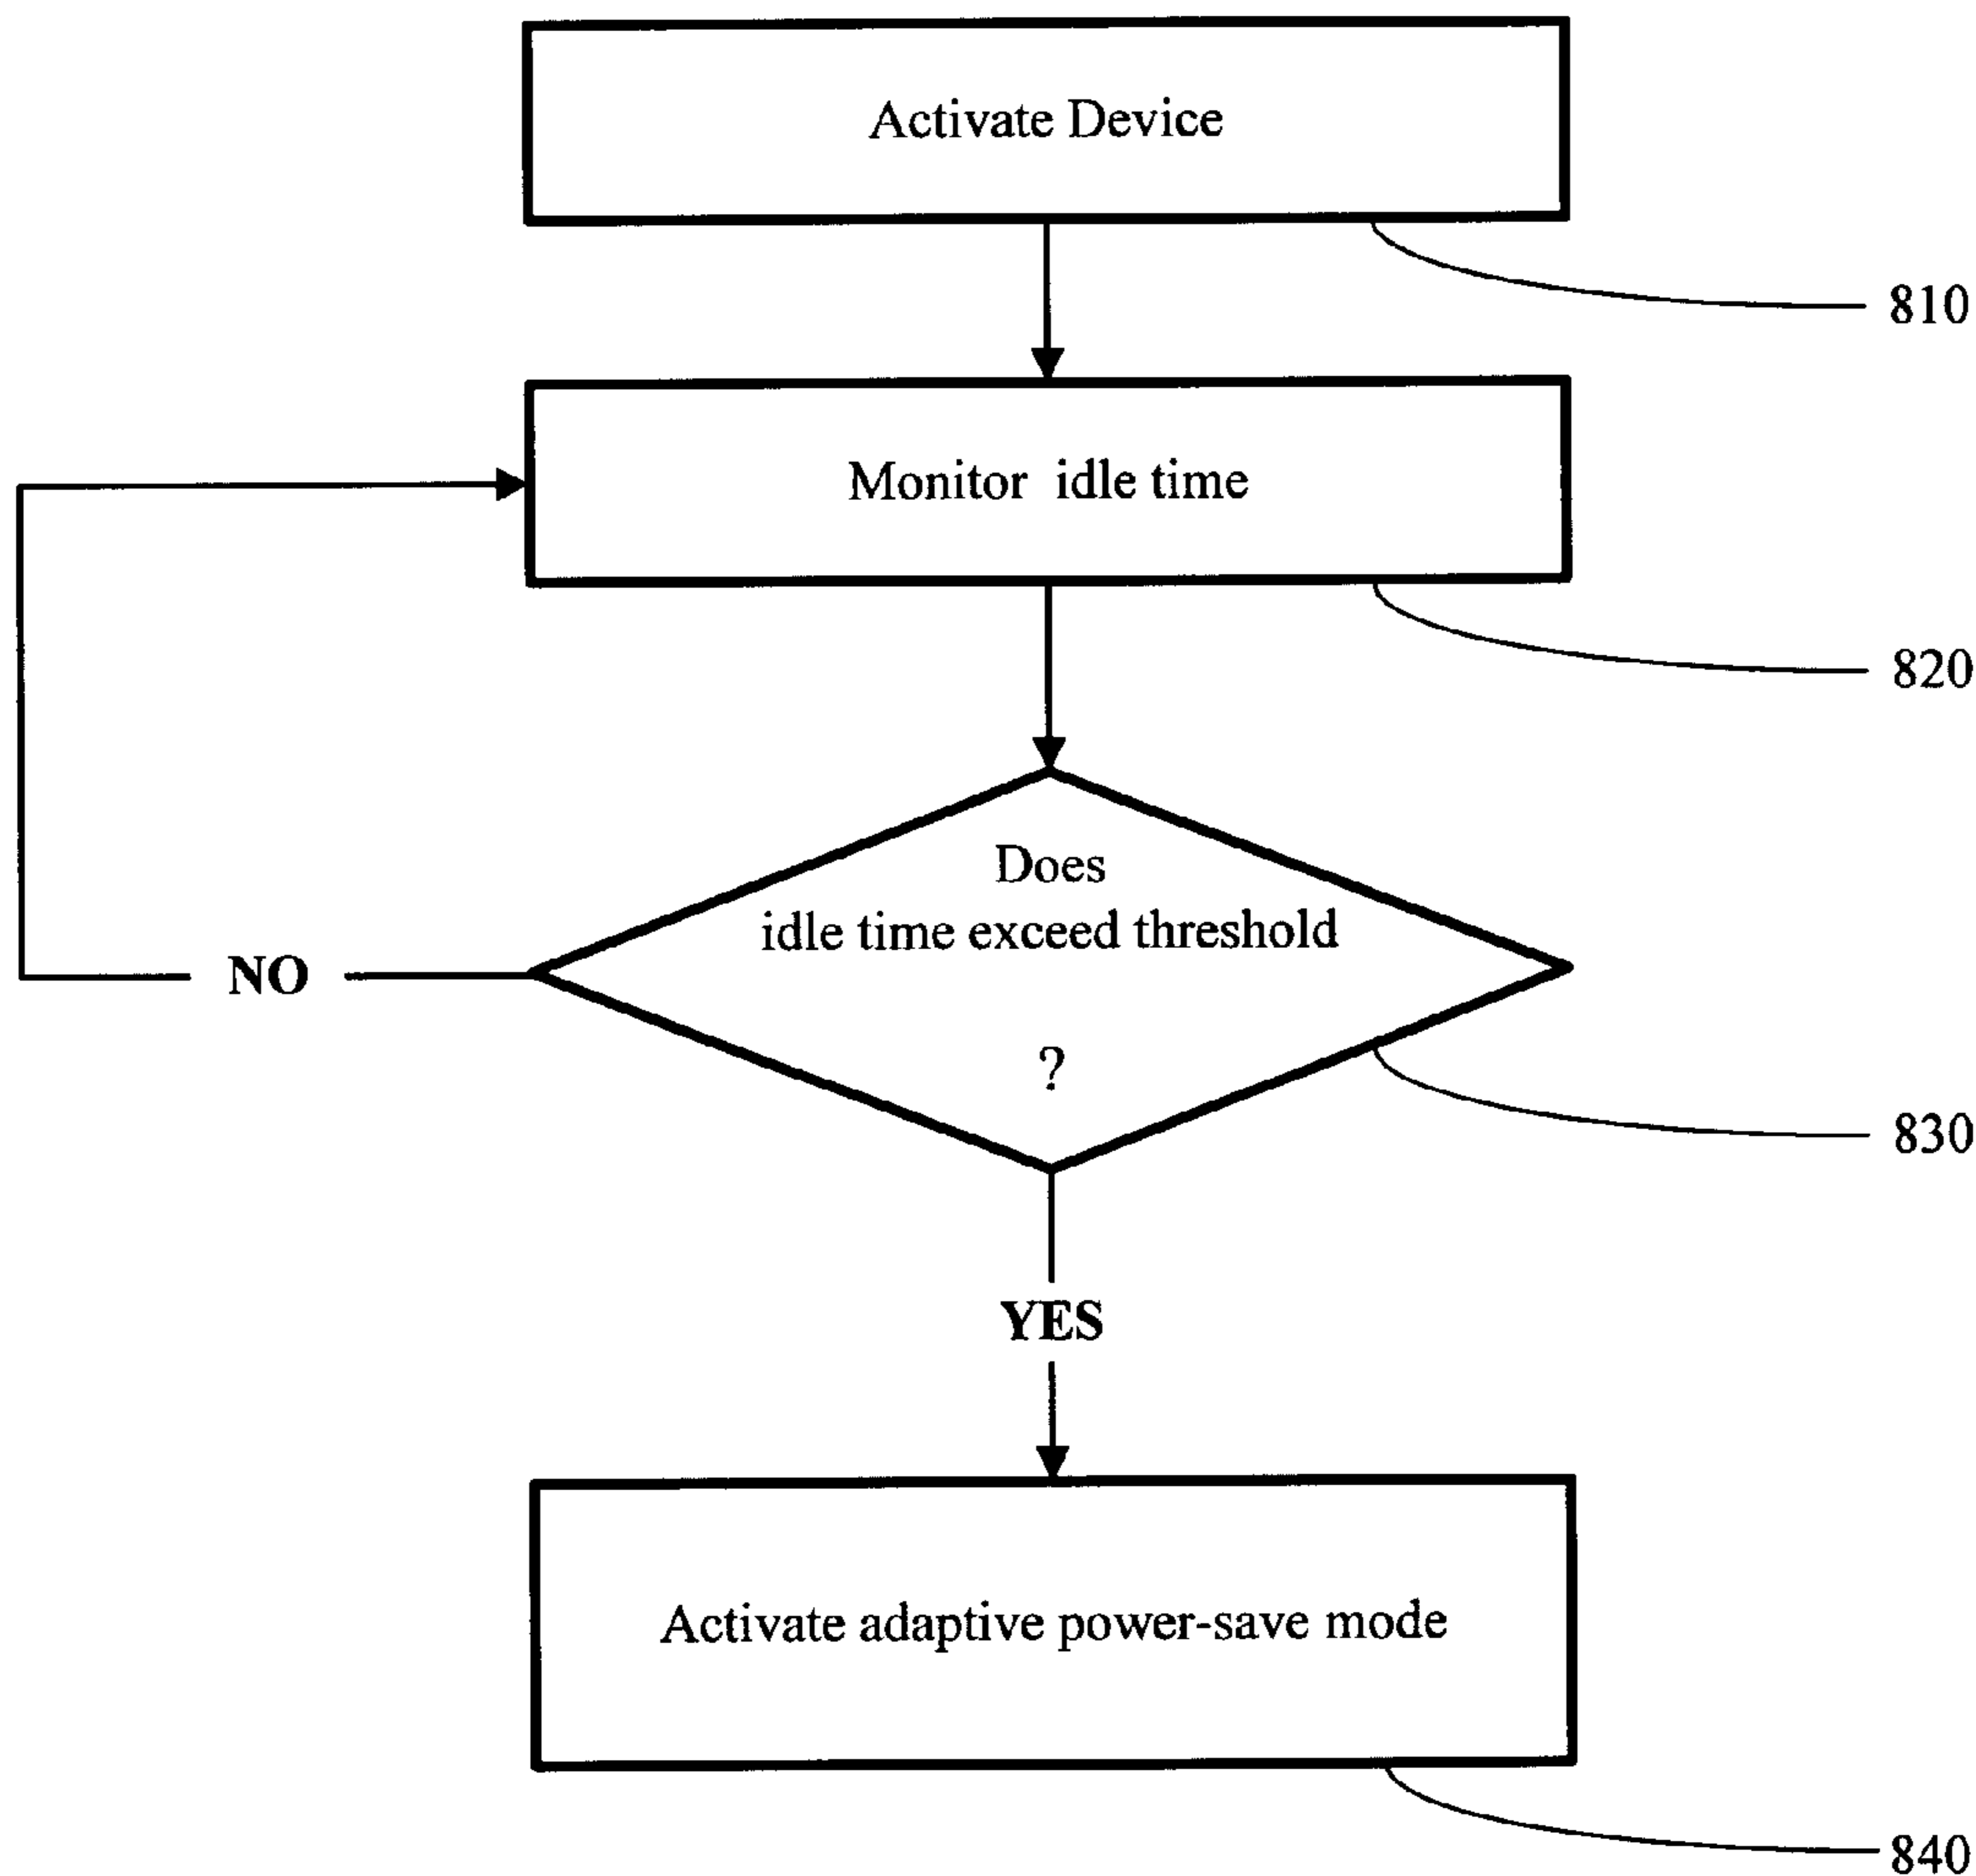 Activate Device
810
Monitor idle time
820
Does
idle time exceed threshold
?
NO
830
YES
Activate adaptive power-save mode
840